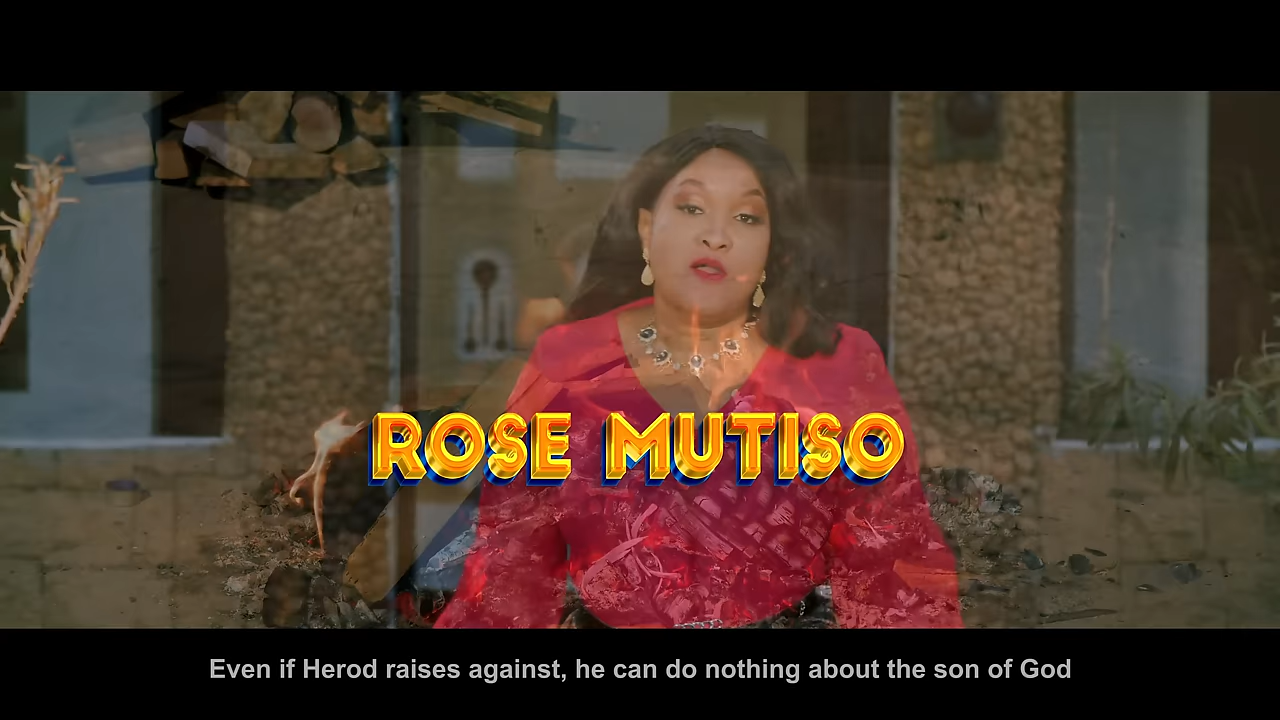 ROSE MUTISO
Even if Herod raises against, he can do nothing about the son of God